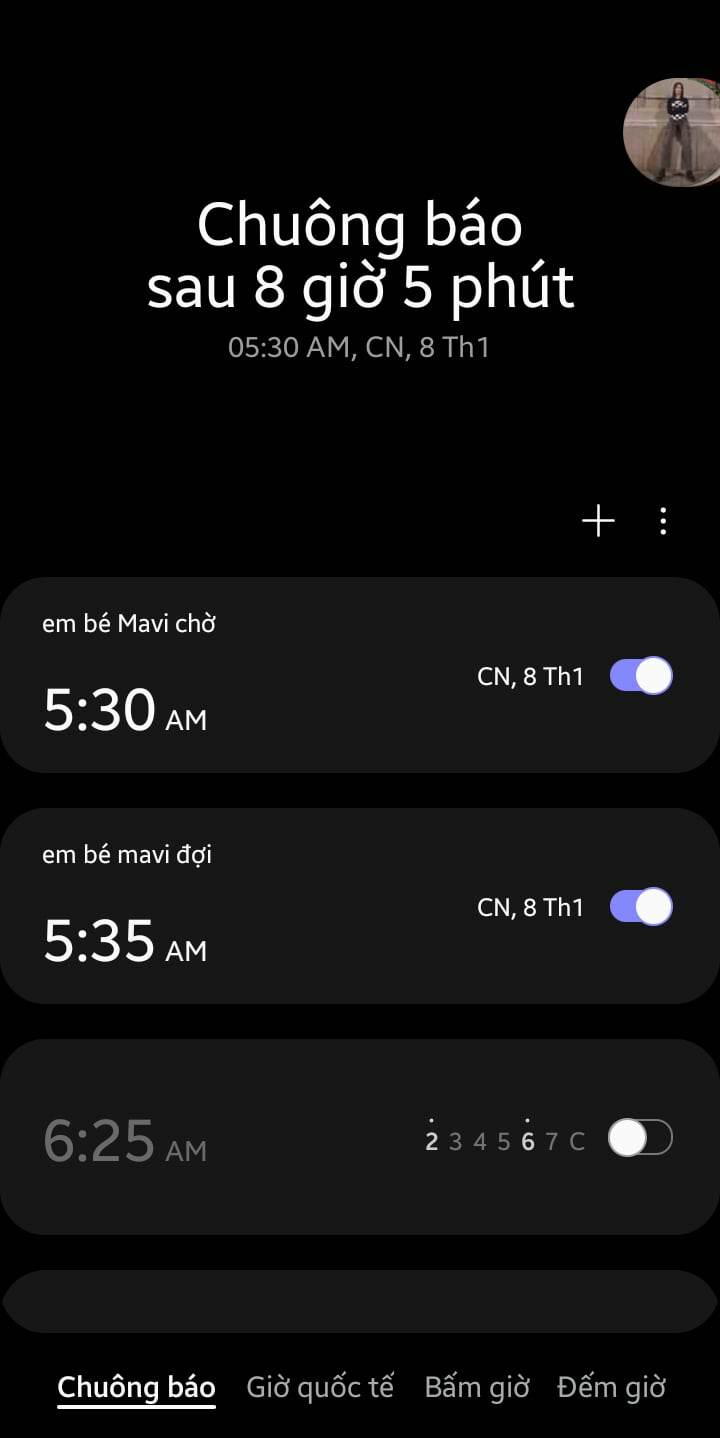 Chuông báo
sau 8 giờ 5 phút
05:30 AM, CN, 8 Th1
em bé Mavi chờ
5:30 AM
CN, 8 Th1
em bé mavi đợi
5:35 AM
CN, 8 Th1
6:25 AM
2 3 4 5 6 7 C
Chuông báo Giờ quốc tế Bấm giờ Đếm giờ